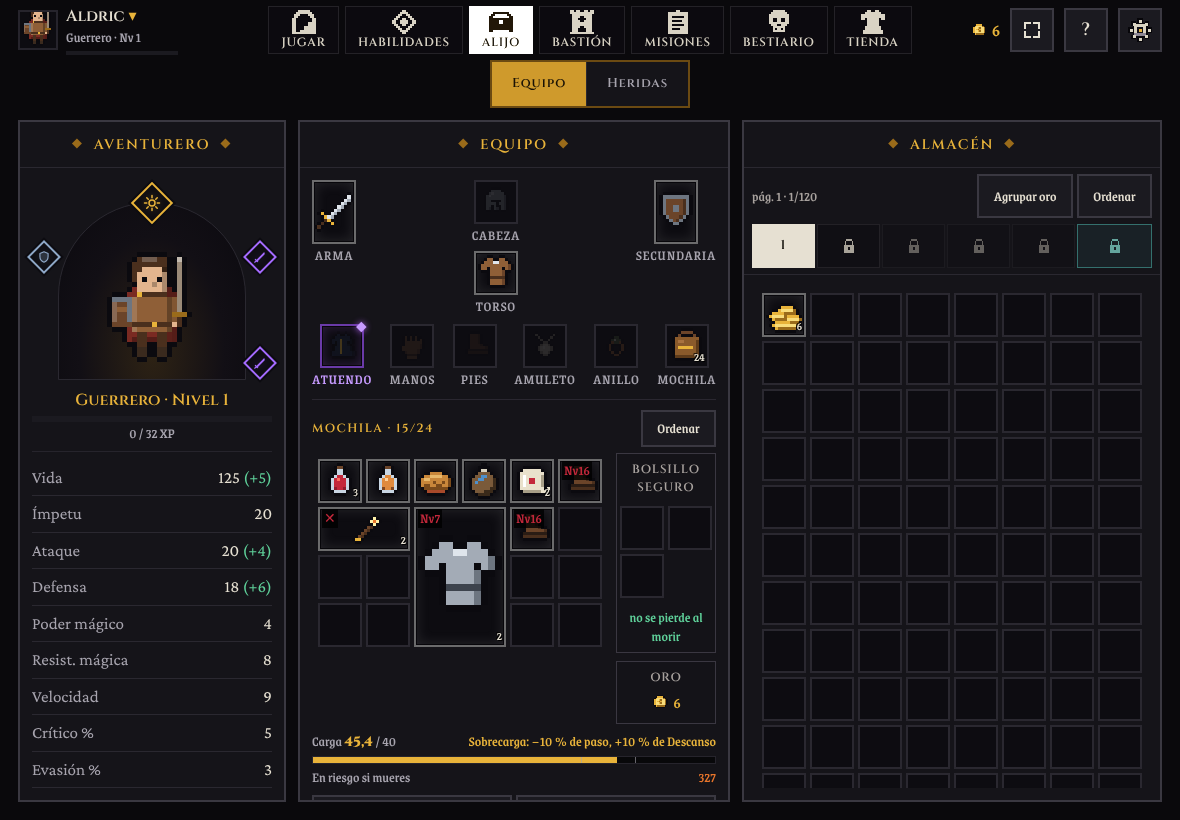 Aldric ▾
Guerrero · Nv 1
JUGAR
HABILIDADES
ALIJO
BASTIÓN
MISIONES
BESTIARIO
TIENDA
6
?
Equipo
Heridas
AVENTURERO
Guerrero · Nivel 1
0 / 32 XP
Vida 125 (+5)
Ímpetu 20
Ataque 20 (+4)
Defensa 18 (+6)
Poder mágico 4
Resist. mágica 8
Velocidad 9
Crítico % 5
Evasión % 3
EQUIPO
ARMA
CABEZA
SECUNDARIA
TORSO
24
ATUENDO
MANOS
PIES
AMULETO
ANILLO
MOCHILA
MOCHILA · 15/24
Ordenar
3
2
Nv16
2
Nv7
2
Nv16
BOLSILLO
SEGURO
no se pierde al
morir
ORO
6
Carga 45,4 / 40
Sobrecarga: −10 % de paso, +10 % de Descanso
En riesgo si mueres
327
ALMACÉN
pág. 1 · 1/120
Agrupar oro
Ordenar
1
6